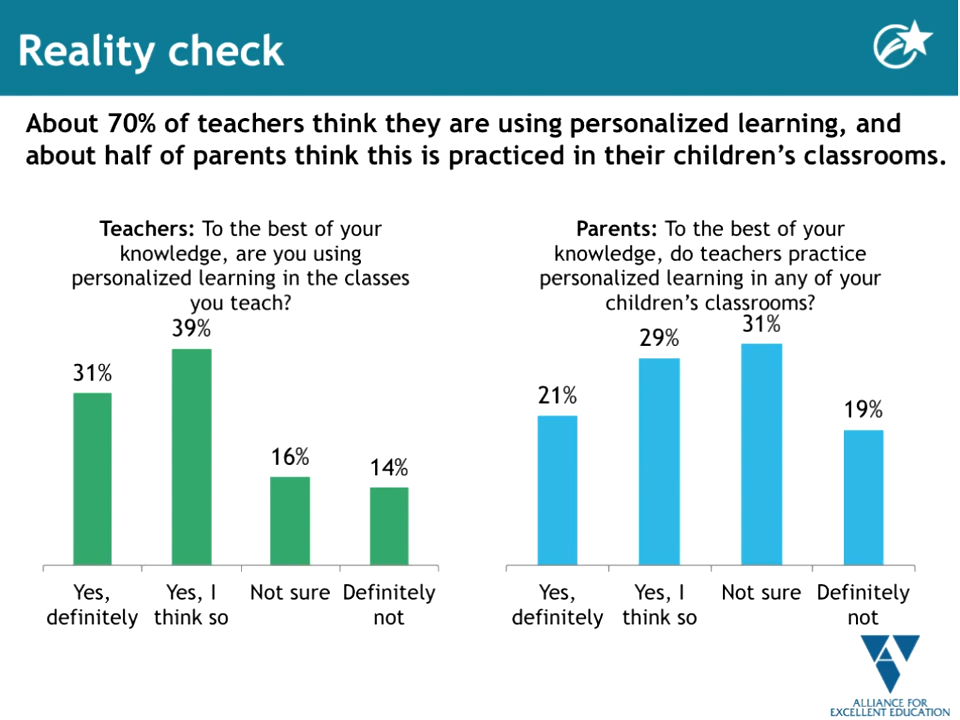 Reality check
About 70% of teachers think they are using personalized learning, and
about half of parents think this is practiced in their children’s classrooms.
Teachers: To the best of your
knowledge, are you using
personalized learning in the classes
you teach?
39%
31%
16%
14%
Yes,
definitely
Yes, I
think so
Not sure
Definitely
not
Parents: To the best of your
knowledge, do teachers practice
personalized learning in any of your
children’s classrooms?
31%
29%
21%
19%
Yes,
definitely
Yes, I
think so
Not sure
Definitely
not
A
ALLIANCE FOR
EXCELLENT EDUCATION